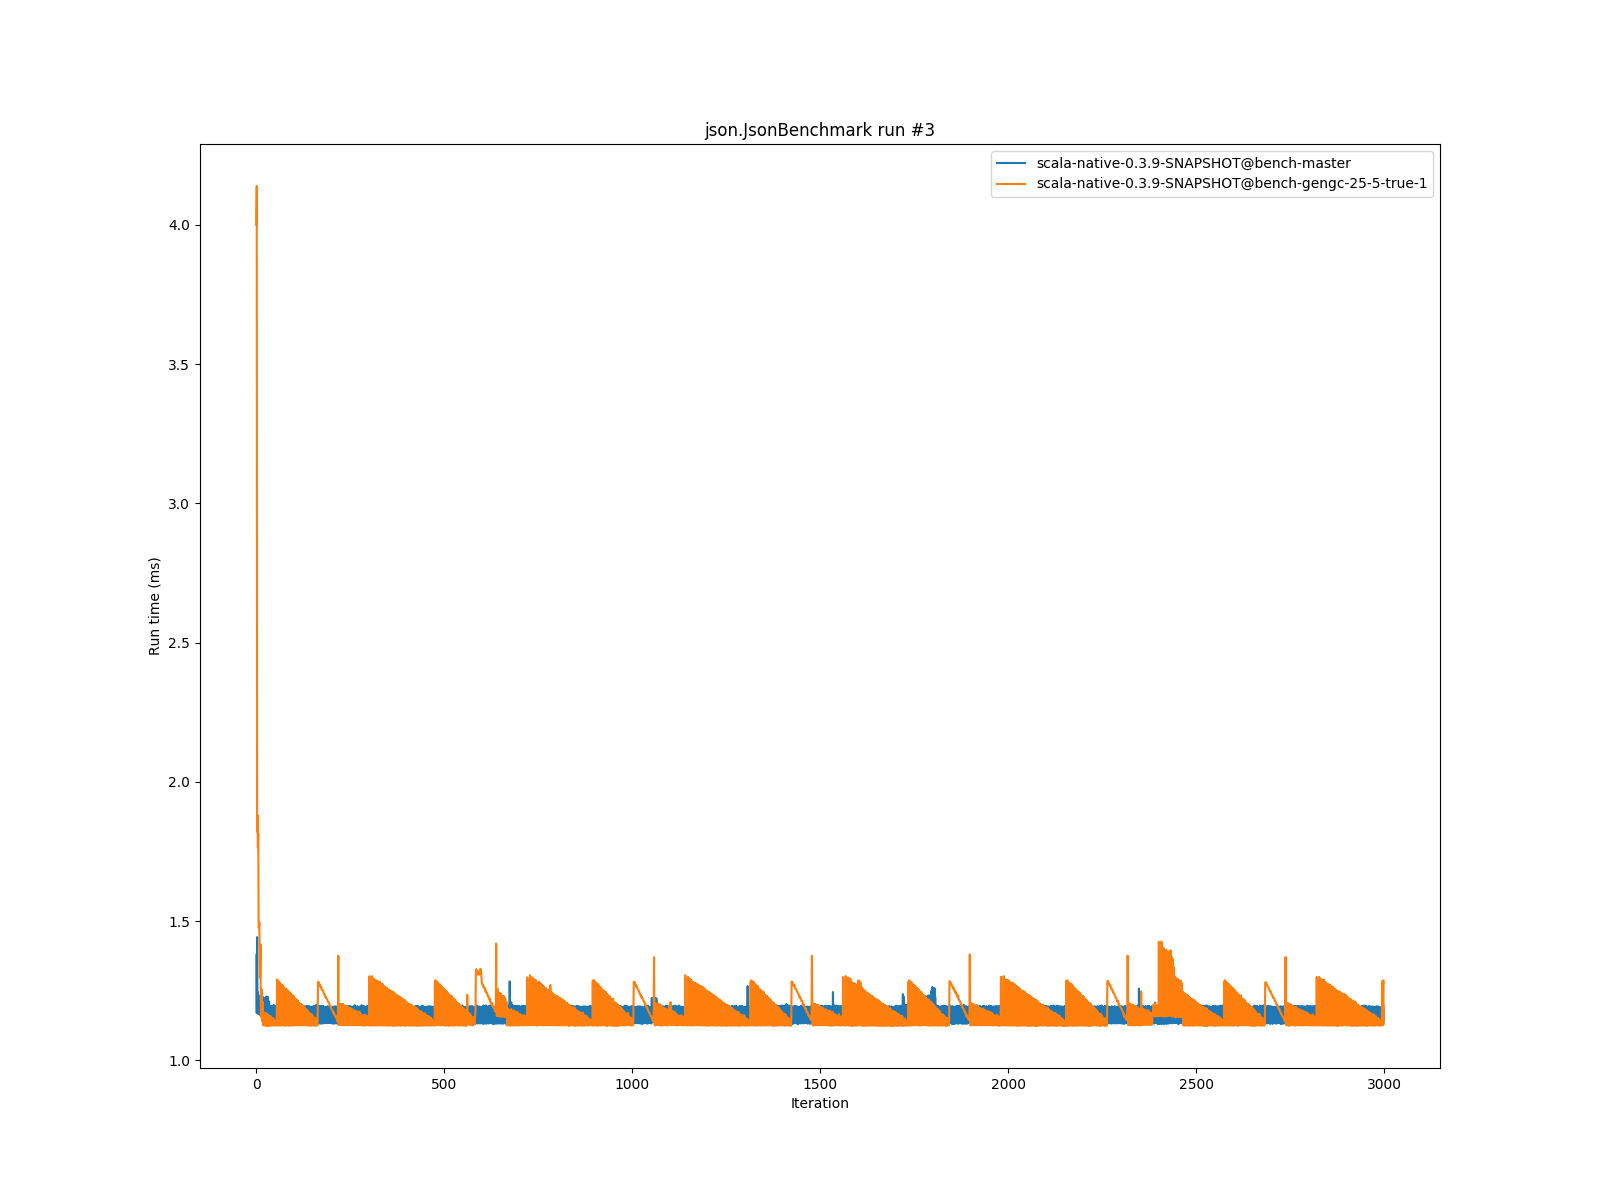 json.JsonBenchmark run #3
scala-native-0.3.9-SNAPSHOT@bench-master
scala-native-0.3.9-SNAPSHOT@bench-gengc-25-5-true-1
Run time (ms)
4.0
3.5
3.0
2.5
2.0
1.5
1.0
0
500
1000
1500
2000
2500
3000
Iteration